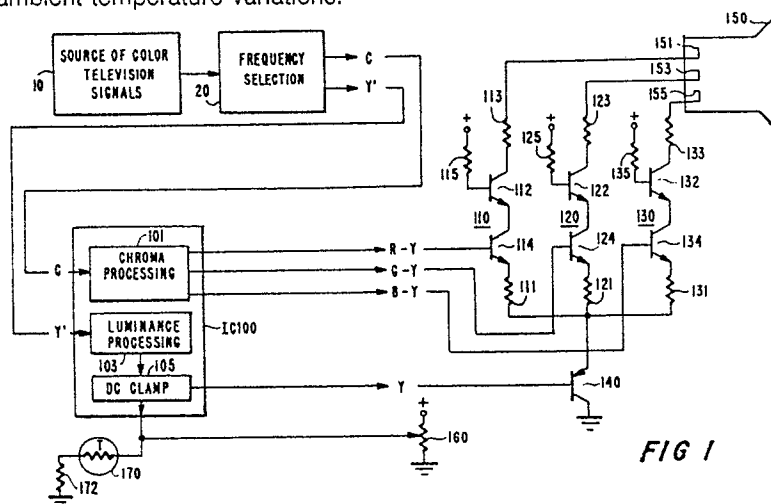 ambient temperature variations.
150
151
153
155
SOURCE OF COLOR
TELEVISION
SIGNALS
10
FREQUENCY
SELECTION
20
C
Y'
113
123
133
+
115
+
125
+
135
112
122
132
110
120
130
114
124
134
111
121
131
101
CHROMA
PROCESSING
C
R-Y
G-Y
B-Y
Y'
LUMINANCE
PROCESSING
103
105
IC100
DC CLAMP
Y
140
+
160
T
170
172
FIG 1